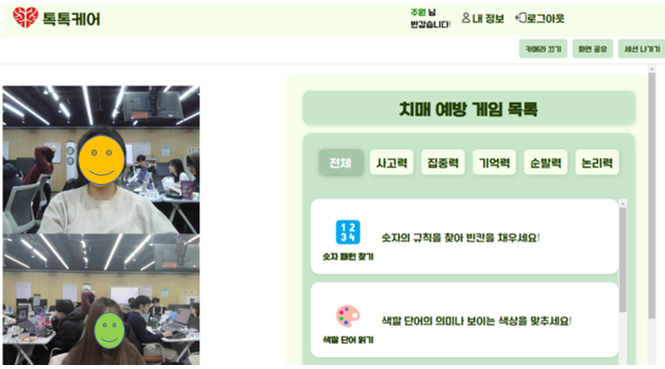 톡톡케어
주원 님
반갑습니다!
내 정보
로그아웃
카메라 끄기
화면 공유
세션 나가기
치매 예방 게임 목록
전체
사고력
집중력
기억력
순발력
논리력
1 2
3 4
숫자 패턴 찾기
숫자의 규칙을 찾아 빈칸을 채우세요!
색깔 단어 읽기
색깔 단어의 의미나 보이는 색상을 맞추세요!